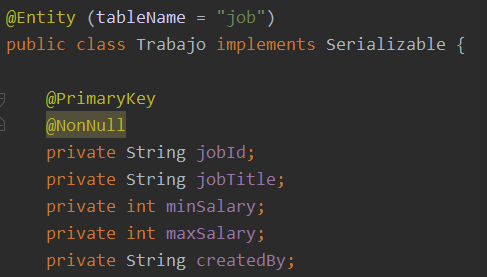 @Entity (tableName = "job")
public class Trabajo implements Serializable {
@PrimaryKey
@NonNull
private String jobId;
private String jobTitle;
private int minSalary;
private int maxSalary;
private String createdBy;